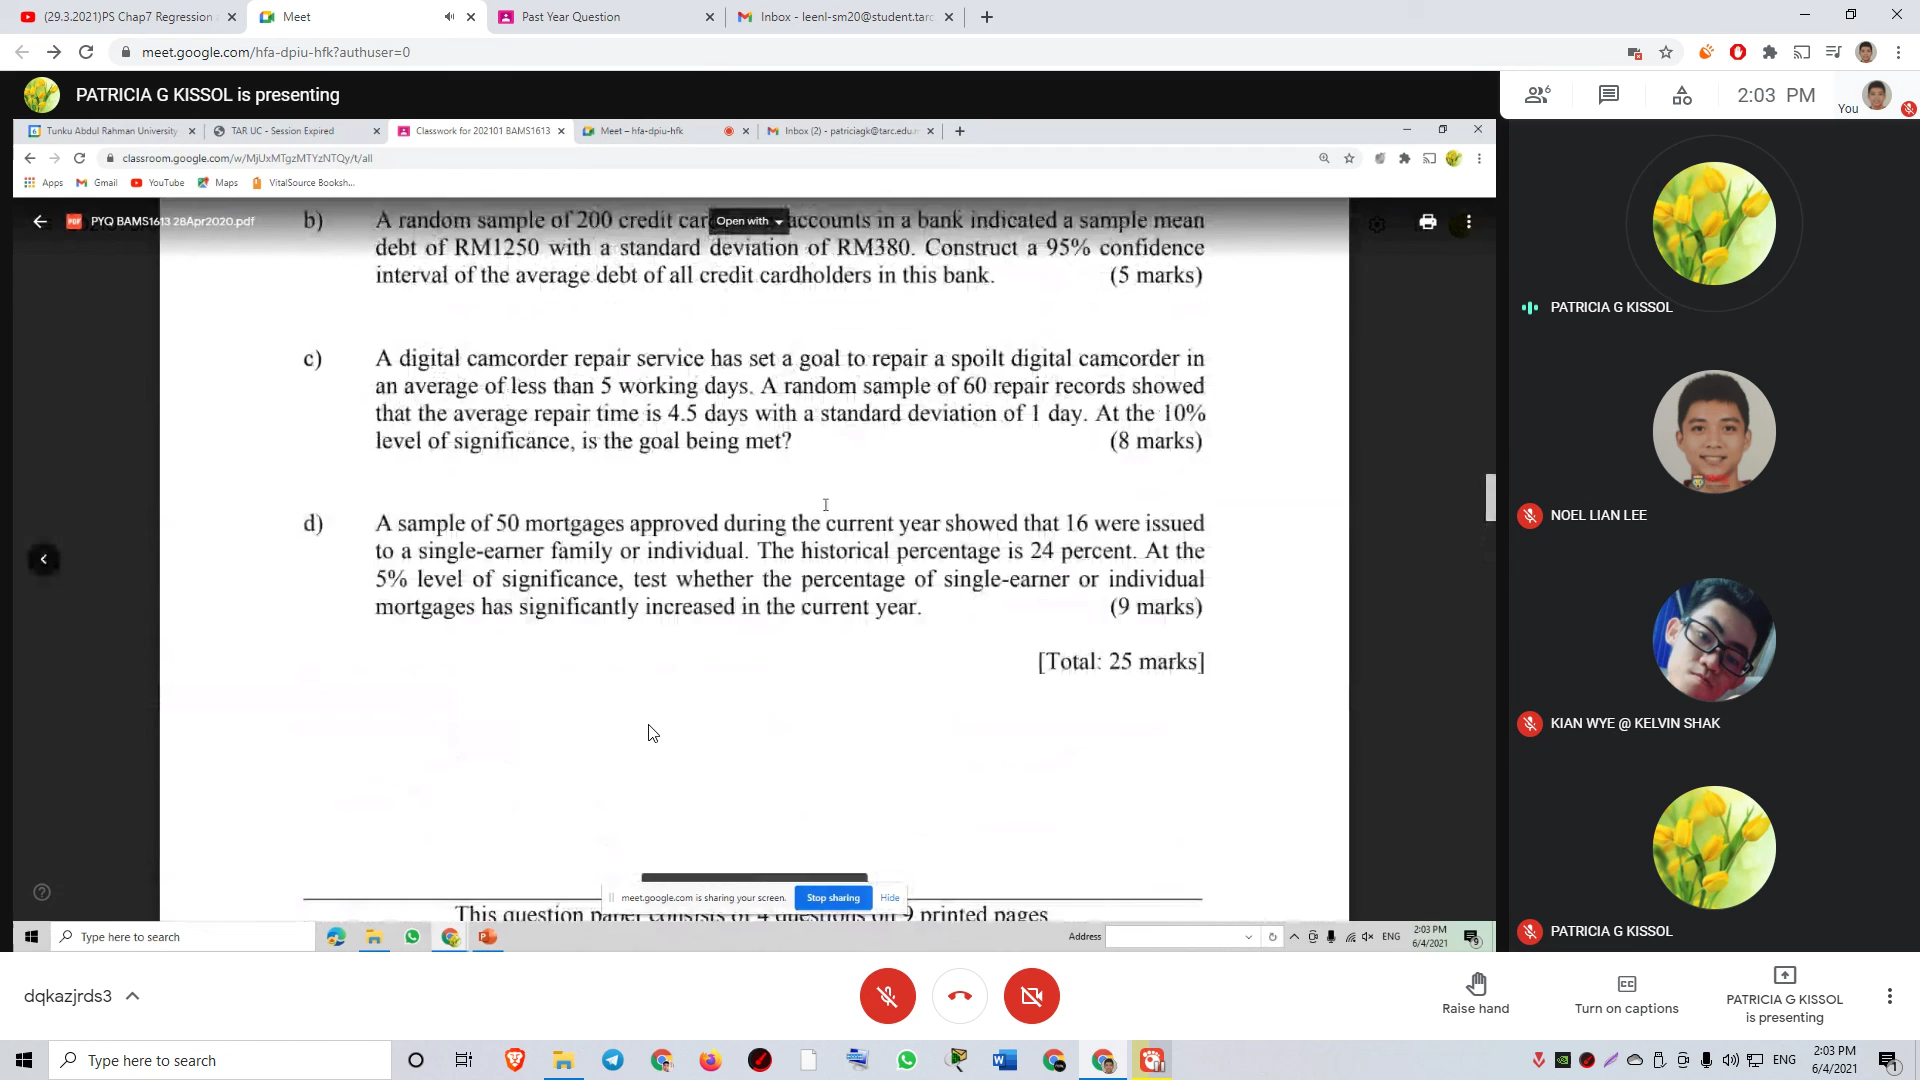 (29.3.2021)PS Chap7 Regression
Meet
Past Year Question
Inbox - leenl-sm20@student.tarc
meet.google.com/hfa-dpiu-hfk?authuser=0
PATRICIA G KISSOL is presenting
6
2:03 PM
You
Tunku Abdul Rahman University
TAR UC - Session Expired
Classwork for 202101 BAMS1613
Meet – hfa-dpiu-hfk
Inbox (2) - patriciagk@tarc.edu.m
classroom.google.com/w/MjUxMTgzMTYzNTQy/t/all
Apps
Gmail
YouTube
Maps
VitalSource Booksh...
PDF
PYQ BAMS1613 28Apr2020.pdf
Open with
b) A random sample of 200 credit accounts in a bank indicated a sample mean
debt of RM1250 with a standard deviation of RM380. Construct a 95% confidence
interval of the average debt of all credit cardholders in this bank. (5 marks)
c) A digital camcorder repair service has set a goal to repair a spoilt digital camcorder in
an average of less than 5 working days. A random sample of 60 repair records showed
that the average repair time is 4.5 days with a standard deviation of 1 day. At the 10%
level of significance, is the goal being met? (8 marks)
d) A sample of 50 mortgages approved during the current year showed that 16 were issued
to a single-earner family or individual. The historical percentage is 24 percent. At the
5% level of significance, test whether the percentage of single-earner or individual
mortgages has significantly increased in the current year. (9 marks)
[Total: 25 marks]
meet.google.com is sharing your screen.
Stop sharing
Hide
This question paper consists of 4 questions on 9 printed pages
Type here to search
Address
ENG
2:03 PM
6/4/2021
PATRICIA G KISSOL
NOEL LIAN LEE
KIAN WYE @ KELVIN SHAK
PATRICIA G KISSOL
dqkazjrds3
Raise hand
Turn on captions
PATRICIA G KISSOL
is presenting
Type here to search
ENG
2:03 PM
6/4/2021
1